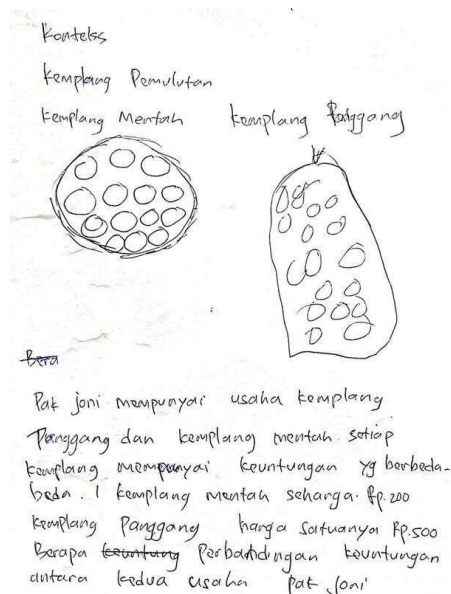 Konteks
Kemplang Pemulutan
Kemplang Mentah Kemplang Panggang
Bera
Pak joni mempunyai usaha kemplang
Panggang dan kemplang mentah. setiap
kemplang mempunyai keuntungan yg berbeda-
beda. 1 kemplang mentah seharga. Rp.200
kemplang Panggang harga satuanya Rp.500
Berapa keuntung Perbandingan keuntungan
antara kedua usaha pak joni